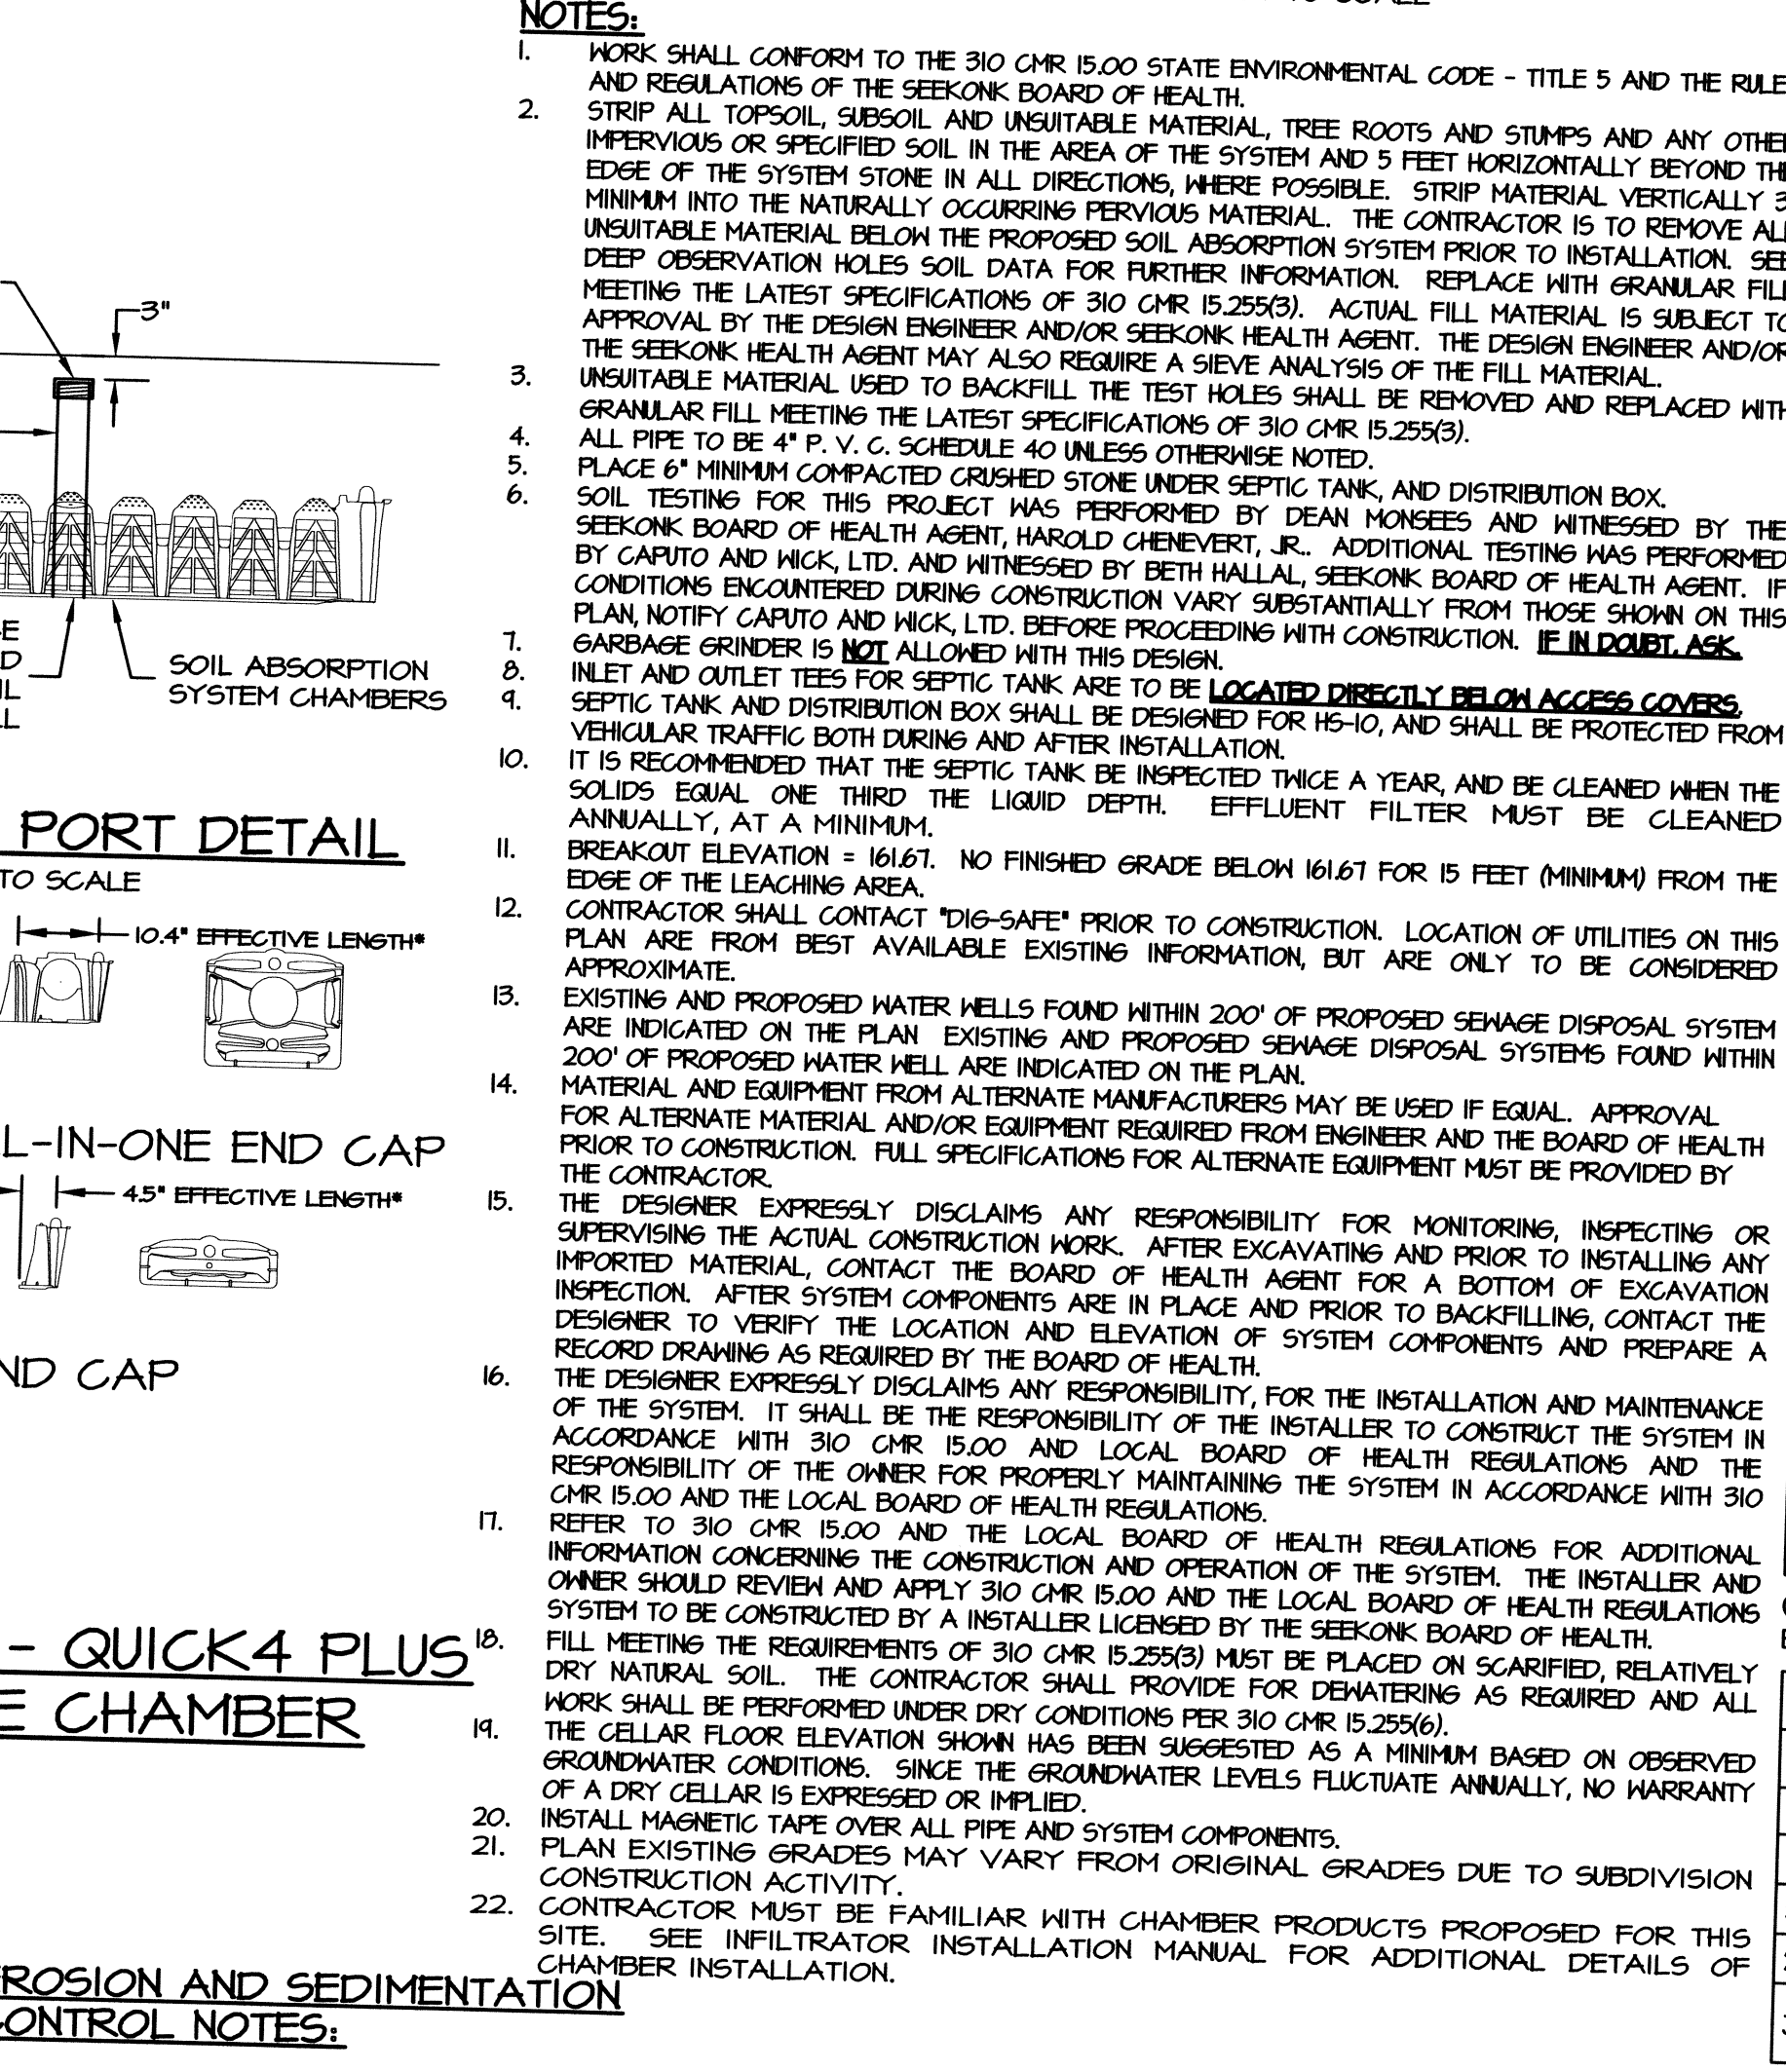 NOTES:
1. WORK SHALL CONFORM TO THE 310 CMR 15.00 STATE ENVIRONMENTAL CODE - TITLE 5 AND THE RULE
AND REGULATIONS OF THE SEEKONK BOARD OF HEALTH.
2. STRIP ALL TOPSOIL, SUBSOIL AND UNSUITABLE MATERIAL, TREE ROOTS AND STUMPS AND ANY OTHER
IMPERVIOUS OR SPECIFIED SOIL IN THE AREA OF THE SYSTEM AND 5 FEET HORIZONTALLY BEYOND THE
EDGE OF THE SYSTEM STONE IN ALL DIRECTIONS, WHERE POSSIBLE. STRIP MATERIAL VERTICALLY 3
MINIMUM INTO THE NATURALLY OCCURRING PERVIOUS MATERIAL. THE CONTRACTOR IS TO REMOVE ALL
UNSUITABLE MATERIAL BELOW THE PROPOSED SOIL ABSORPTION SYSTEM PRIOR TO INSTALLATION. SEE
DEEP OBSERVATION HOLES SOIL DATA FOR FURTHER INFORMATION. REPLACE WITH GRANULAR FILL
MEETING THE LATEST SPECIFICATIONS OF 310 CMR 15.255(3). ACTUAL FILL MATERIAL IS SUBJECT TO
APPROVAL BY THE DESIGN ENGINEER AND/OR SEEKONK HEALTH AGENT. THE DESIGN ENGINEER AND/OR
THE SEEKONK HEALTH AGENT MAY ALSO REQUIRE A SIEVE ANALYSIS OF THE FILL MATERIAL.
3. UNSUITABLE MATERIAL USED TO BACKFILL THE TEST HOLES SHALL BE REMOVED AND REPLACED WITH
GRANULAR FILL MEETING THE LATEST SPECIFICATIONS OF 310 CMR 15.255(3).
4. ALL PIPE TO BE 4" P. V. C. SCHEDULE 40 UNLESS OTHERWISE NOTED.
5. PLACE 6" MINIMUM COMPACTED CRUSHED STONE UNDER SEPTIC TANK, AND DISTRIBUTION BOX.
6. SOIL TESTING FOR THIS PROJECT WAS PERFORMED BY DEAN MONSEES AND WITNESSED BY THE
SEEKONK BOARD OF HEALTH AGENT, HAROLD CHENEVERT, JR.. ADDITIONAL TESTING WAS PERFORMED
BY CAPUTO AND WICK, LTD. AND WITNESSED BY BETH HALLAL, SEEKONK BOARD OF HEALTH AGENT. IF
CONDITIONS ENCOUNTERED DURING CONSTRUCTION VARY SUBSTANTIALLY FROM THOSE SHOWN ON THIS
PLAN, NOTIFY CAPUTO AND WICK, LTD. BEFORE PROCEEDING WITH CONSTRUCTION. IF IN DOUBT, ASK.
7. GARBAGE GRINDER IS NOT ALLOWED WITH THIS DESIGN.
8. INLET AND OUTLET TEES FOR SEPTIC TANK ARE TO BE LOCATED DIRECTLY BELOW ACCESS COVERS.
9. SEPTIC TANK AND DISTRIBUTION BOX SHALL BE DESIGNED FOR HS-10, AND SHALL BE PROTECTED FROM
VEHICULAR TRAFFIC BOTH DURING AND AFTER INSTALLATION.
10. IT IS RECOMMENDED THAT THE SEPTIC TANK BE INSPECTED TWICE A YEAR, AND BE CLEANED WHEN THE
SOLIDS EQUAL ONE THIRD THE LIQUID DEPTH. EFFLUENT FILTER MUST BE CLEANED
ANNUALLY, AT A MINIMUM.
11. BREAKOUT ELEVATION = 161.67. NO FINISHED GRADE BELOW 161.67 FOR 15 FEET (MINIMUM) FROM THE
EDGE OF THE LEACHING AREA.
12. CONTRACTOR SHALL CONTACT "DIG-SAFE" PRIOR TO CONSTRUCTION. LOCATION OF UTILITIES ON THIS
PLAN ARE FROM BEST AVAILABLE EXISTING INFORMATION, BUT ARE ONLY TO BE CONSIDERED
APPROXIMATE.
13. EXISTING AND PROPOSED WATER WELLS FOUND WITHIN 200' OF PROPOSED SEWAGE DISPOSAL SYSTEM
ARE INDICATED ON THE PLAN EXISTING AND PROPOSED SEWAGE DISPOSAL SYSTEMS FOUND WITHIN
200' OF PROPOSED WATER WELL ARE INDICATED ON THE PLAN.
14. MATERIAL AND EQUIPMENT FROM ALTERNATE MANUFACTURERS MAY BE USED IF EQUAL. APPROVAL
FOR ALTERNATE MATERIAL AND/OR EQUIPMENT REQUIRED FROM ENGINEER AND THE BOARD OF HEALTH
PRIOR TO CONSTRUCTION. FULL SPECIFICATIONS FOR ALTERNATE EQUIPMENT MUST BE PROVIDED BY
THE CONTRACTOR.
15. THE DESIGNER EXPRESSLY DISCLAIMS ANY RESPONSIBILITY FOR MONITORING, INSPECTING OR
SUPERVISING THE ACTUAL CONSTRUCTION WORK. AFTER EXCAVATING AND PRIOR TO INSTALLING ANY
IMPORTED MATERIAL, CONTACT THE BOARD OF HEALTH AGENT FOR A BOTTOM OF EXCAVATION
INSPECTION. AFTER SYSTEM COMPONENTS ARE IN PLACE AND PRIOR TO BACKFILLING, CONTACT THE
DESIGNER TO VERIFY THE LOCATION AND ELEVATION OF SYSTEM COMPONENTS AND PREPARE A
RECORD DRAWING AS REQUIRED BY THE BOARD OF HEALTH.
16. THE DESIGNER EXPRESSLY DISCLAIMS ANY RESPONSIBILITY, FOR THE INSTALLATION AND MAINTENANCE
OF THE SYSTEM. IT SHALL BE THE RESPONSIBILITY OF THE INSTALLER TO CONSTRUCT THE SYSTEM IN
ACCORDANCE WITH 310 CMR 15.00 AND LOCAL BOARD OF HEALTH REGULATIONS AND THE
RESPONSIBILITY OF THE OWNER FOR PROPERLY MAINTAINING THE SYSTEM IN ACCORDANCE WITH 310
CMR 15.00 AND THE LOCAL BOARD OF HEALTH REGULATIONS.
17. REFER TO 310 CMR 15.00 AND THE LOCAL BOARD OF HEALTH REGULATIONS FOR ADDITIONAL
INFORMATION CONCERNING THE CONSTRUCTION AND OPERATION OF THE SYSTEM. THE INSTALLER AND
OWNER SHOULD REVIEW AND APPLY 310 CMR 15.00 AND THE LOCAL BOARD OF HEALTH REGULATIONS
SYSTEM TO BE CONSTRUCTED BY A INSTALLER LICENSED BY THE SEEKONK BOARD OF HEALTH.
18. FILL MEETING THE REQUIREMENTS OF 310 CMR 15.255(3) MUST BE PLACED ON SCARIFIED, RELATIVELY
DRY NATURAL SOIL. THE CONTRACTOR SHALL PROVIDE FOR DEWATERING AS REQUIRED AND ALL
WORK SHALL BE PERFORMED UNDER DRY CONDITIONS PER 310 CMR 15.255(6).
19. THE CELLAR FLOOR ELEVATION SHOWN HAS BEEN SUGGESTED AS A MINIMUM BASED ON OBSERVED
GROUNDWATER CONDITIONS. SINCE THE GROUNDWATER LEVELS FLUCTUATE ANNUALLY, NO WARRANTY
OF A DRY CELLAR IS EXPRESSED OR IMPLIED.
20. INSTALL MAGNETIC TAPE OVER ALL PIPE AND SYSTEM COMPONENTS.
21. PLAN EXISTING GRADES MAY VARY FROM ORIGINAL GRADES DUE TO SUBDIVISION
CONSTRUCTION ACTIVITY.
22. CONTRACTOR MUST BE FAMILIAR WITH CHAMBER PRODUCTS PROPOSED FOR THIS
SITE. SEE INFILTRATOR INSTALLATION MANUAL FOR ADDITIONAL DETAILS OF
CHAMBER INSTALLATION.
3"
SOIL ABSORPTION
SYSTEM CHAMBERS
PORT DETAIL
TO SCALE
10.4" EFFECTIVE LENGTH*
L-IN-ONE END CAP
4.5" EFFECTIVE LENGTH*
ND CAP
- QUICK4 PLUS
E CHAMBER
EROSION AND SEDIMENTATION
CONTROL NOTES: